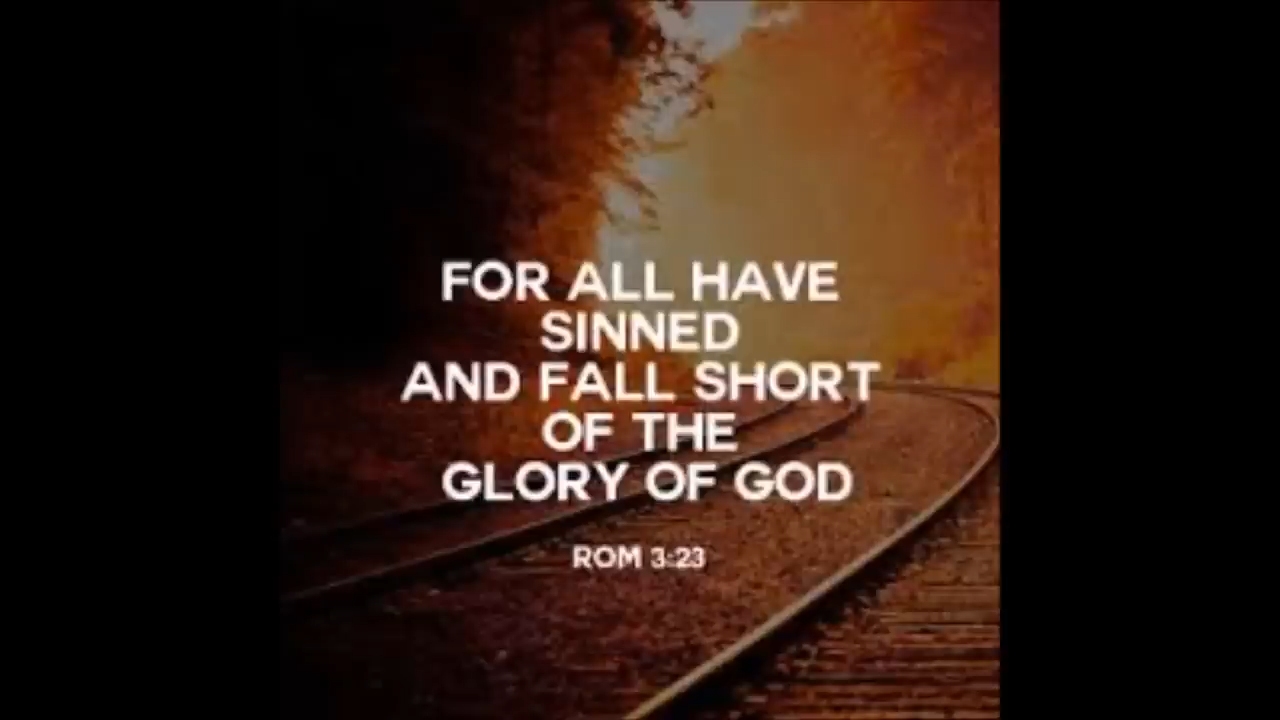 FOR ALL HAVE
SINNED
AND FALL SHORT
OF THE
GLORY OF GOD
ROM 3:23